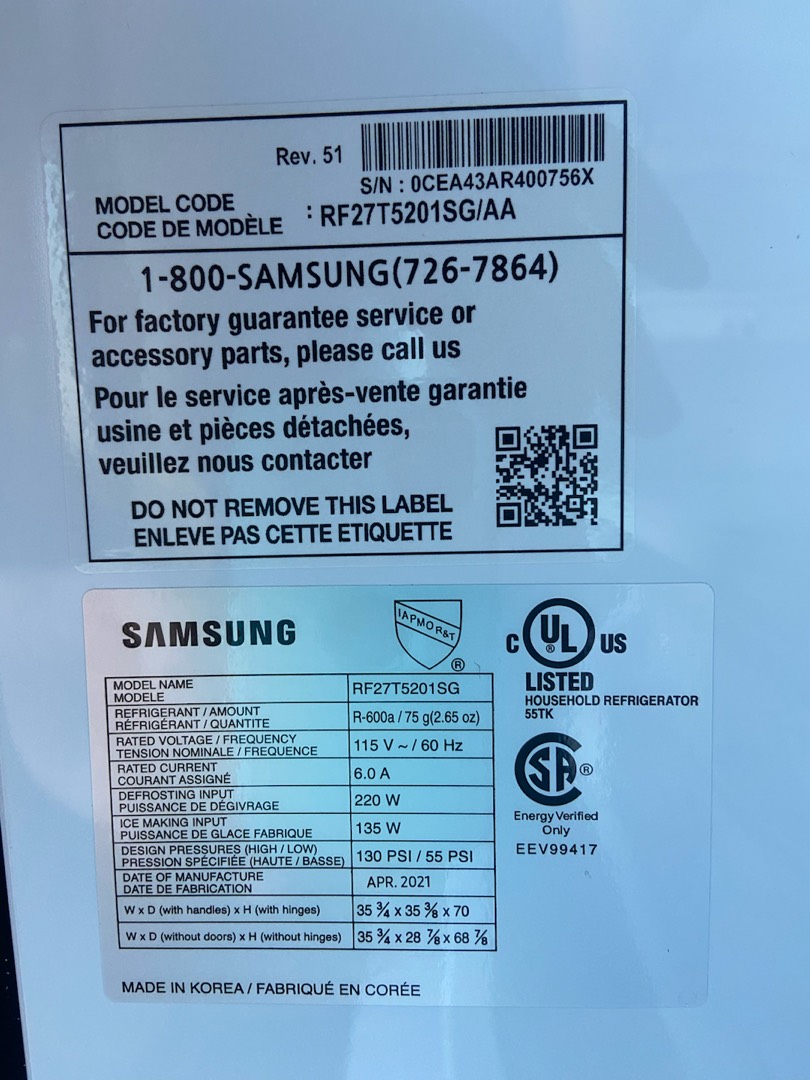 Rev. 51
S/N : 0CEA43AR400756X
MODEL CODE
CODE DE MODÈLE : RF27T5201SG/AA
1-800-SAMSUNG(726-7864)
For factory guarantee service or
accessory parts, please call us
Pour le service après-vente garantie
usine et pièces détachées,
veuillez nous contacter
DO NOT REMOVE THIS LABEL
ENLEVE PAS CETTE ETIQUETTE
SAMSUNG
IAPMO R&T
®
C UL ® US
LISTED
HOUSEHOLD REFRIGERATOR
55TK
MODEL NAME
MODELE
RF27T5201SG
REFRIGERANT / AMOUNT
RÉFRIGÉRANT / QUANTITE
R-600a / 75 g(2.65 oz)
RATED VOLTAGE / FREQUENCY
TENSION NOMINALE / FREQUENCE
115 V ~ / 60 Hz
RATED CURRENT
COURANT ASSIGNÉ
6.0 A
DEFROSTING INPUT
PUISSANCE DE DÉGIVRAGE
220 W
ICE MAKING INPUT
PUISSANCE DE GLACE FABRIQUE
135 W
DESIGN PRESSURES (HIGH / LOW)
PRESSION SPÉCIFIÉE (HAUTE / BASSE)
130 PSI / 55 PSI
DATE OF MANUFACTURE
DATE DE FABRICATION
APR. 2021
W x D (with handles) x H (with hinges)
35 ¾ x 35 ⅜ x 70
W x D (without doors) x H (without hinges)
35 ¾ x 28 ⅞ x 68 ⅞
SA ®
Energy Verified
Only
EEV99417
MADE IN KOREA / FABRIQUÉ EN CORÉE